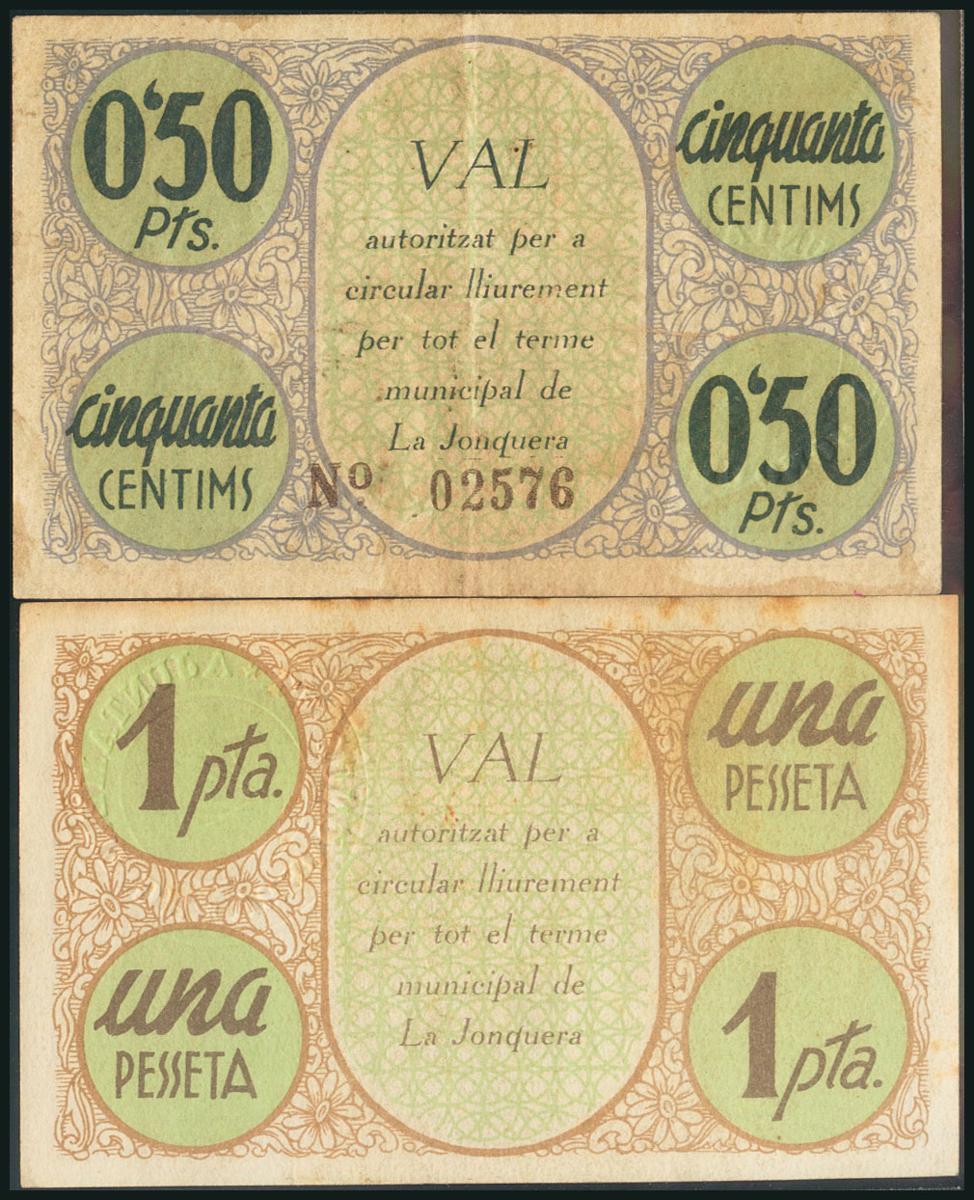 0'50
Pts.
cinquanta
CENTIMS
VAL
autoritzat per a
circular lliurement
per tot el terme
municipal de
La Jonquera
Nº. 02576
cinquanta
CENTIMS
0'50
Pts.
1 pta.
una
PESSETA
VAL
autoritzat per a
circular lliurement
per tot el terme
municipal de
La Jonquera
una
PESSETA
1 pta.